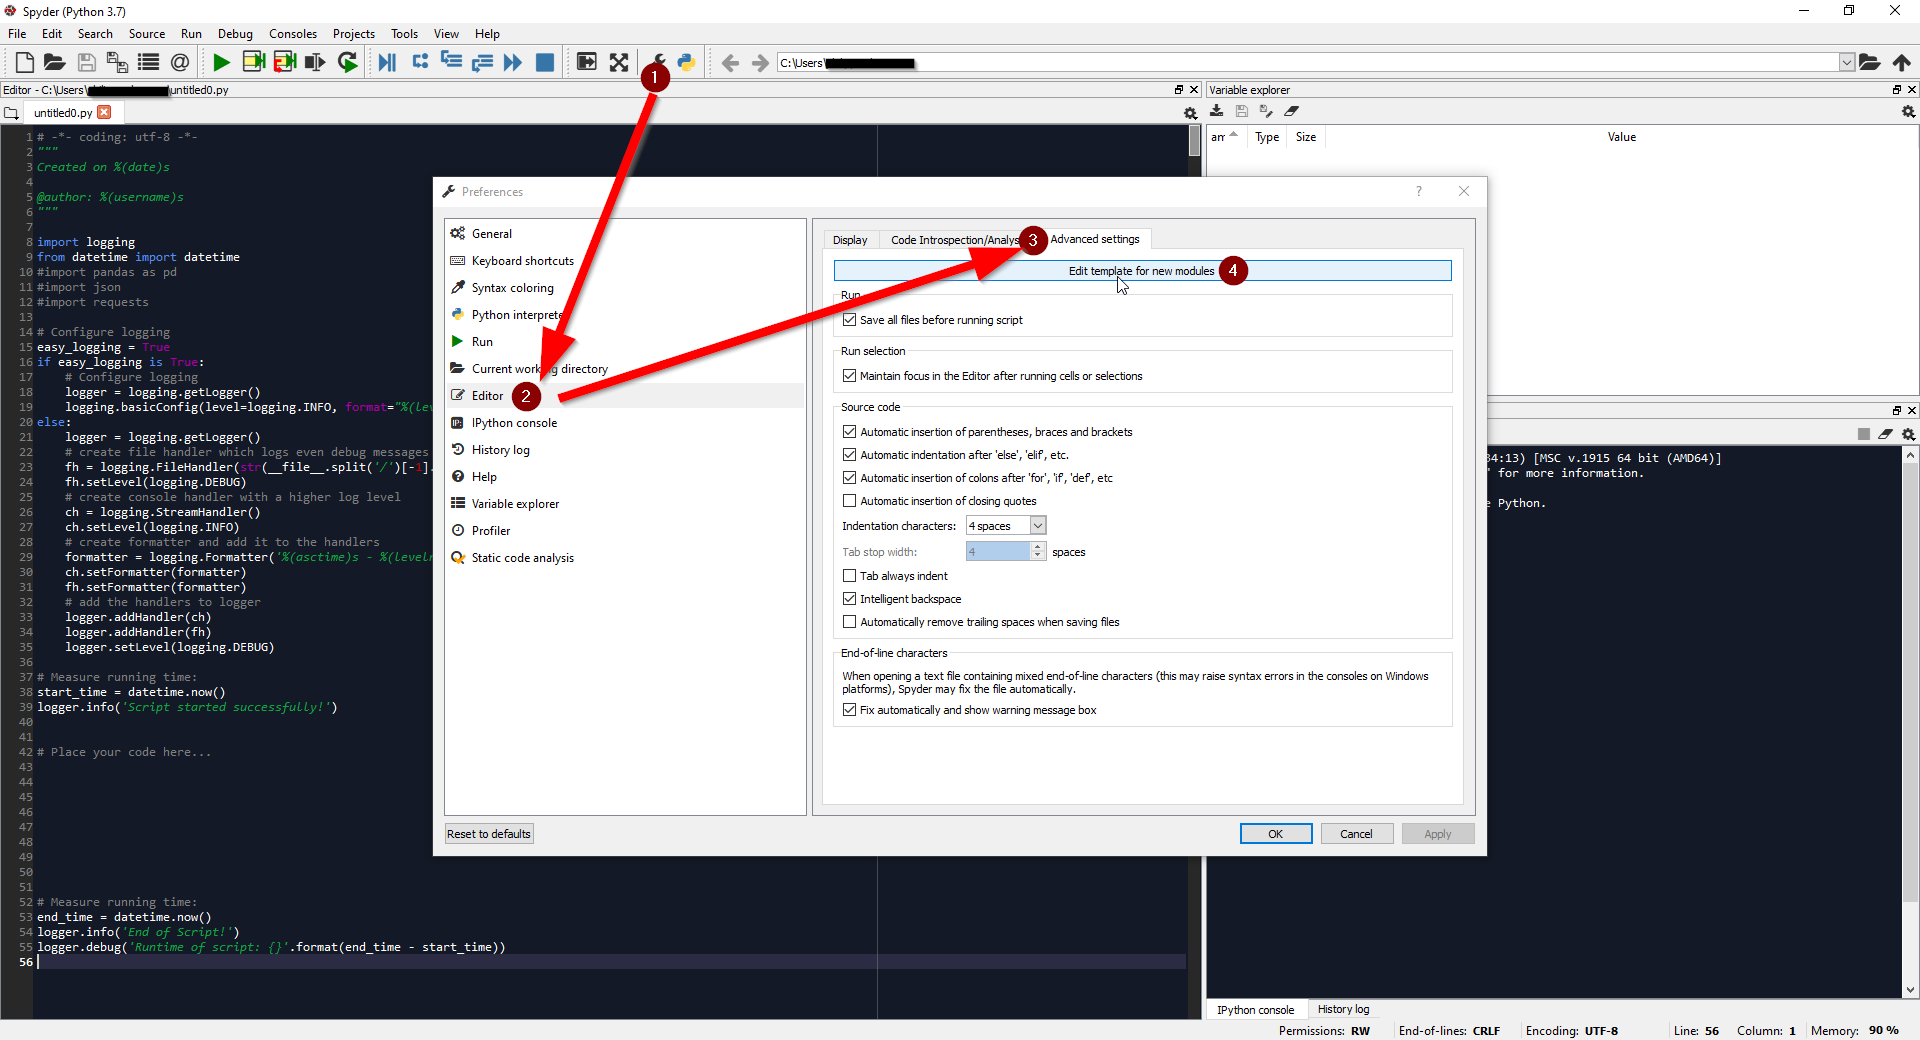 Spyder (Python 3.7)
File Edit Search Source Run Debug Consoles Projects Tools View Help
C:\Users\
Editor - C:\Users\ \untitled0.py
Variable explorer
untitled0.py
Type Size Value
1 # -*- coding: utf-8 -*-
2 """
3 Created on %(date)s
4
5 @author: %(username)s
6 """
7
8 import logging
9 from datetime import datetime
10 #import pandas as pd
11 #import json
12 #import requests
13
14 # Configure logging
15 easy_logging = True
16 if easy_logging is True:
17 # Configure logging
18 logger = logging.getLogger()
19 logging.basicConfig(level=logging.INFO, format="%(lev
20 else:
21 logger = logging.getLogger()
22 # create file handler which logs even debug messages
23 fh = logging.FileHandler(str(__file__.split('/')[-1].
24 fh.setLevel(logging.DEBUG)
25 # create console handler with a higher log level
26 ch = logging.StreamHandler()
27 ch.setLevel(logging.INFO)
28 # create formatter and add it to the handlers
29 formatter = logging.Formatter('%(asctime)s - %(leveln
30 ch.setFormatter(formatter)
31 fh.setFormatter(formatter)
32 # add the handlers to logger
33 logger.addHandler(ch)
34 logger.addHandler(fh)
35 logger.setLevel(logging.DEBUG)
36
37 # Measure running time:
38 start_time = datetime.now()
39 logger.info('Script started successfully!')
40
41
42 # Place your code here...
43
44
45
46
47
48
49
50
51
52 # Measure running time:
53 end_time = datetime.now()
54 logger.info('End of Script!')
55 logger.debug('Runtime of script: {}'.format(end_time - start_time))
56
1
Preferences
General
Keyboard shortcuts
Syntax coloring
Python interprete
Run
Current working directory
Editor 2
IPython console
History log
Help
Variable explorer
Profiler
Static code analysis
Reset to defaults
Display Code Introspection/Analys 3 Advanced settings
Edit template for new modules 4
Run
Save all files before running script
Run selection
Maintain focus in the Editor after running cells or selections
Source code
Automatic insertion of parentheses, braces and brackets
Automatic indentation after 'else', 'elif', etc.
Automatic insertion of colons after 'for', 'if', 'def', etc
Automatic insertion of closing quotes
Indentation characters: 4 spaces
Tab stop width: 4 spaces
Tab always indent
Intelligent backspace
Automatically remove trailing spaces when saving files
End-of-line characters
When opening a text file containing mixed end-of-line characters (this may raise syntax errors in the consoles on Windows
platforms), Spyder may fix the file automatically.
Fix automatically and show warning message box
OK Cancel Apply
34:13) [MSC v.1915 64 bit (AMD64)]
" for more information.
e Python.
IPython console History log
Permissions: RW End-of-lines: CRLF Encoding: UTF-8 Line: 56 Column: 1 Memory: 90 %